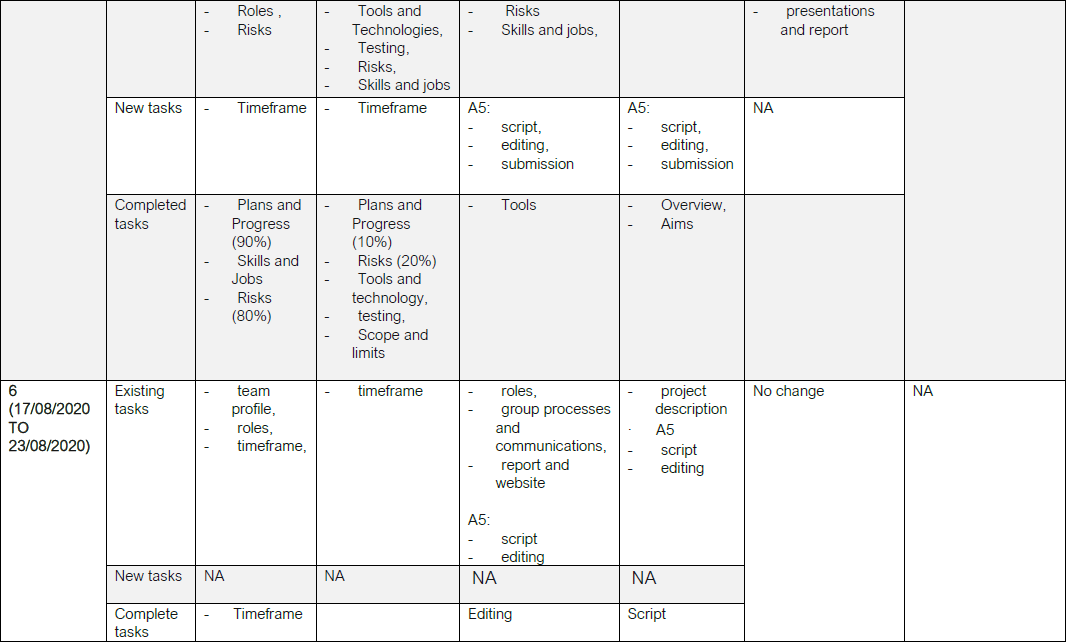 - Roles ,
- Risks
- Tools and
Technologies,
- Testing,
- Risks,
- Skills and jobs
- Risks
- Skills and jobs,
- presentations
and report
New tasks
- Timeframe
- Timeframe
A5:
- script,
- editing,
- submission
A5:
- script,
- editing,
- submission
NA
Completed
tasks
- Plans and
Progress
(90%)
- Skills and
Jobs
- Risks
(80%)
- Plans and
Progress
(10%)
- Risks (20%)
- Tools and
technology,
- testing,
- Scope and
limits
- Tools
- Overview,
- Aims
6
(17/08/2020
TO
23/08/2020)
Existing
tasks
- team
profile,
- roles,
- timeframe,
- timeframe
- roles,
- group processes
and
communications,
- report and
website
A5:
- script
- editing
- project
description
· A5
- script
- editing
No change
NA
New tasks
NA
NA
NA
NA
Complete
tasks
- Timeframe
Editing
Script